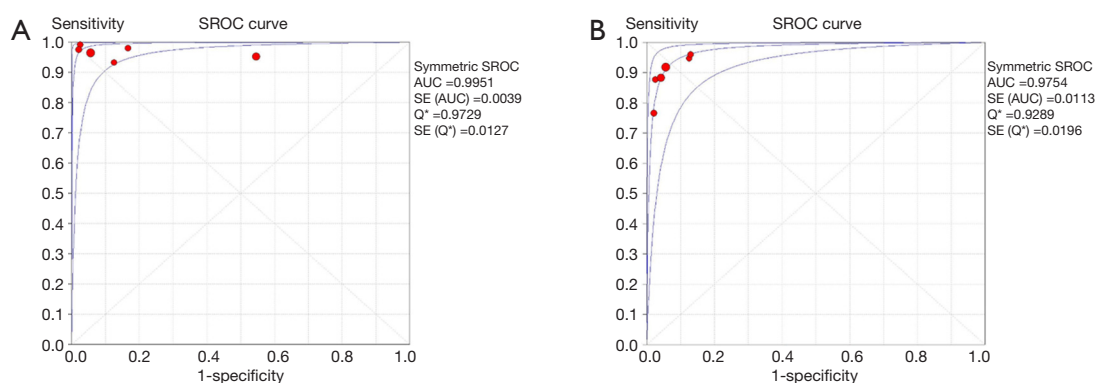 A
Sensitivity
SROC curve
1.0
0.9
0.8
0.7
0.6
0.5
0.4
0.3
0.2
0.1
0.0
0.0 0.2 0.4 0.6 0.8 1.0
1-specificity
Symmetric SROC
AUC =0.9951
SE (AUC) =0.0039
Q* =0.9729
SE (Q*) =0.0127
B
Sensitivity
SROC curve
1.0
0.9
0.8
0.7
0.6
0.5
0.4
0.3
0.2
0.1
0.0
0.0 0.2 0.4 0.6 0.8 1.0
1-specificity
Symmetric SROC
AUC =0.9754
SE (AUC) =0.0113
Q* =0.9289
SE (Q*) =0.0196